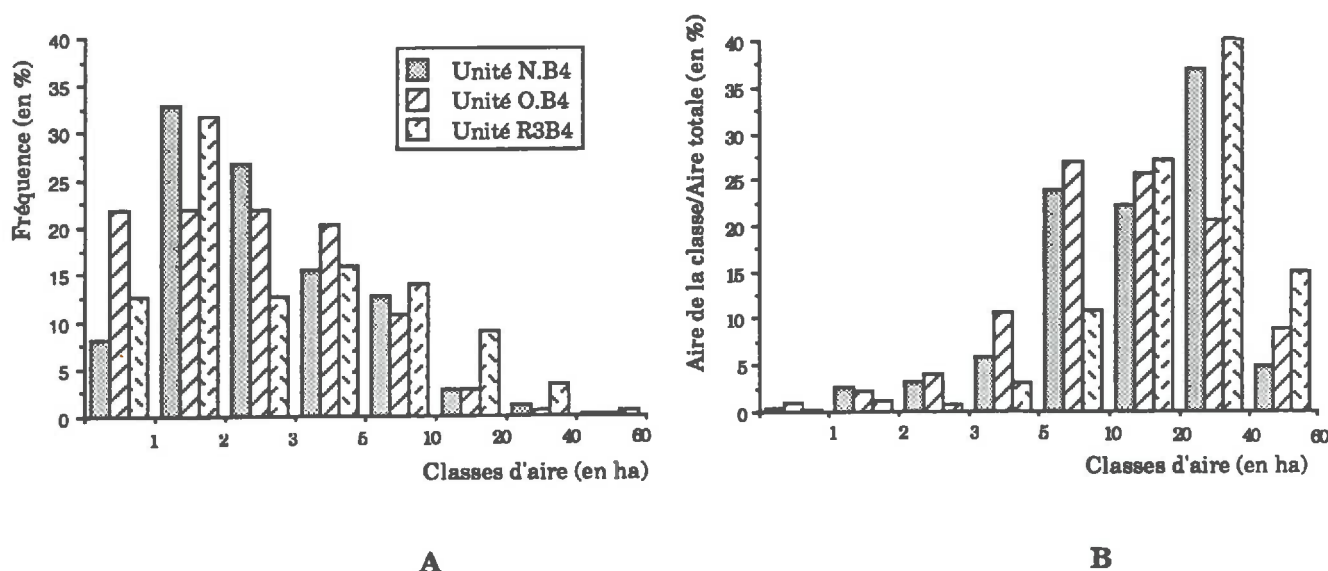 Fréquence (en %)
40
35
30
25
20
15
10
5
0
Unité N.B4
Unité O.B4
Unité R3B4
1 2 3 5 10 20 40 60
Classes d'aire (en ha)
A
Aire de la classe/Aire totale (en %)
40
35
30
25
20
15
10
5
0
1 2 3 5 10 20 40 60
Classes d'aire (en ha)
B